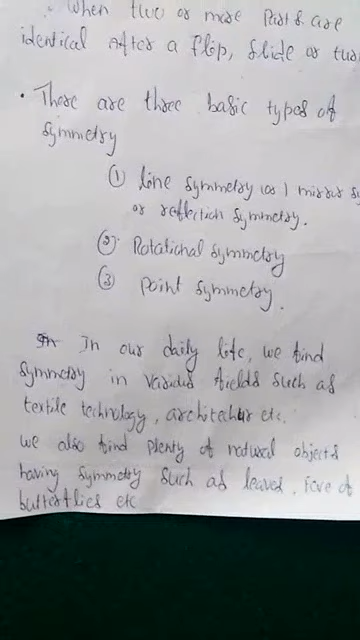 When two or more Parts are
identical After a flip, Slide or tur
• There are three basic types of
Symmetry
① line Symmetry (or) mirror Sy
or reflection Symmetry.
② Rotational Symmetry
③ Point Symmetry.
In our daily life, we find
Symmetry in various fields such as
textile technology, architecture etc.
we also find plenty of natural objects
having Symmetry such as leaves, of
butterflies etc